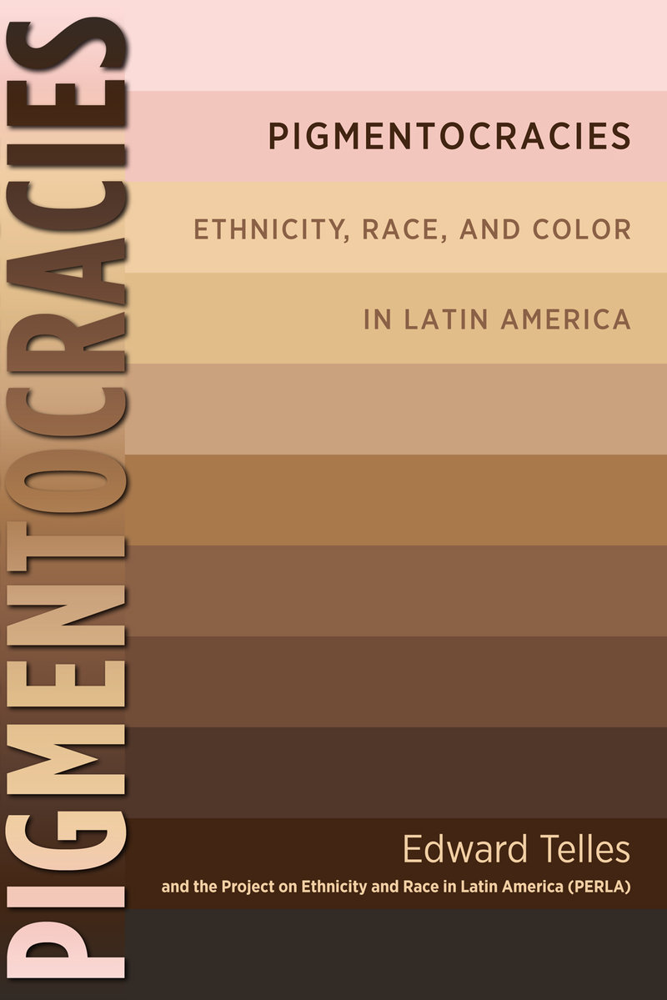 PIGMENTOCRACIES
PIGMENTOCRACIES
ETHNICITY, RACE, AND COLOR
IN LATIN AMERICA
Edward Telles
and the Project on Ethnicity and Race in Latin America (PERLA)